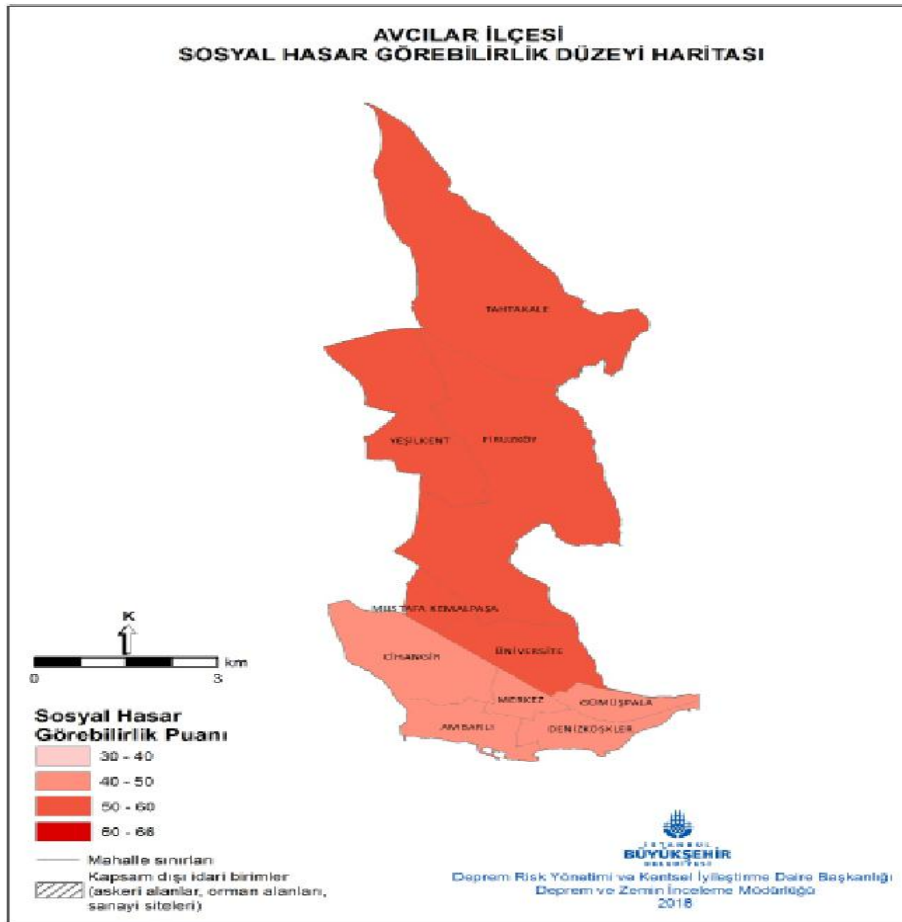 AVCILAR İLÇESİ
SOSYAL HASAR GÖREBİLİRLİK DÜZEYİ HARİTASI
TAHTAKALE
YEŞİLKENT
FİRUZKÖY
MUSTAFA KEMALPAŞA
CİHANGİR
ÜNİVERSİTE
MERKEZ
GÜMÜŞPALA
AMBARLI
DENİZKÖŞKLER
K
km
0
3
Sosyal Hasar
Görebilirlik Puanı
30 - 40
40 - 50
50 - 60
60 - 66
Mahalle sınırları
Kapsam dışı idari birimler
(askeri alanlar, orman alanları,
sanayi siteleri)
İSTANBUL
BÜYÜKŞEHİR
BELEDİYESİ
Deprem Risk Yönetimi ve Kentsel İyileştirme Daire Başkanlığı
Deprem ve Zemin İnceleme Müdürlüğü
2018